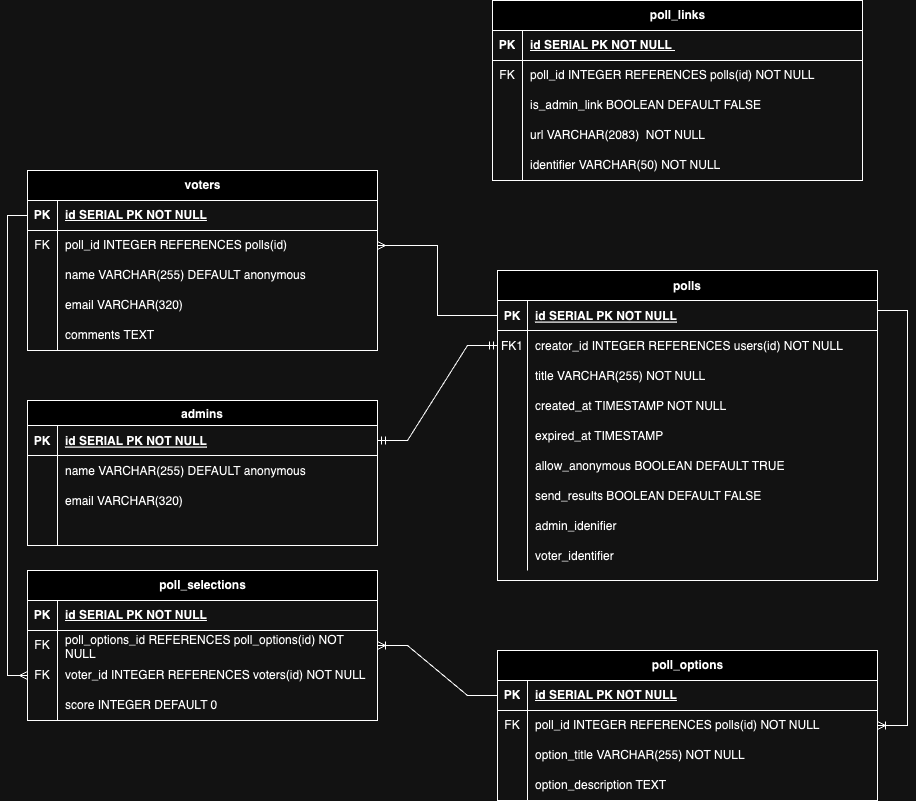 poll_links
PK id SERIAL PK NOT NULL
FK poll_id INTEGER REFERENCES polls(id) NOT NULL
is_admin_link BOOLEAN DEFAULT FALSE
url VARCHAR(2083)  NOT NULL
identifier VARCHAR(50) NOT NULL
voters
PK id SERIAL PK NOT NULL
FK poll_id INTEGER REFERENCES polls(id)
name VARCHAR(255) DEFAULT anonymous
email VARCHAR(320)
comments TEXT
polls
PK id SERIAL PK NOT NULL
FK1 creator_id INTEGER REFERENCES users(id) NOT NULL
title VARCHAR(255) NOT NULL
created_at TIMESTAMP NOT NULL
expired_at TIMESTAMP
allow_anonymous BOOLEAN DEFAULT TRUE
send_results BOOLEAN DEFAULT FALSE
admin_idenifier
voter_identifier
admins
PK id SERIAL PK NOT NULL
name VARCHAR(255) DEFAULT anonymous
email VARCHAR(320)
poll_selections
PK id SERIAL PK NOT NULL
FK poll_options_id REFERENCES poll_options(id) NOT
NULL
FK voter_id INTEGER REFERENCES voters(id) NOT NULL
score INTEGER DEFAULT 0
poll_options
PK id SERIAL PK NOT NULL
FK poll_id INTEGER REFERENCES polls(id) NOT NULL
option_title VARCHAR(255) NOT NULL
option_description TEXT